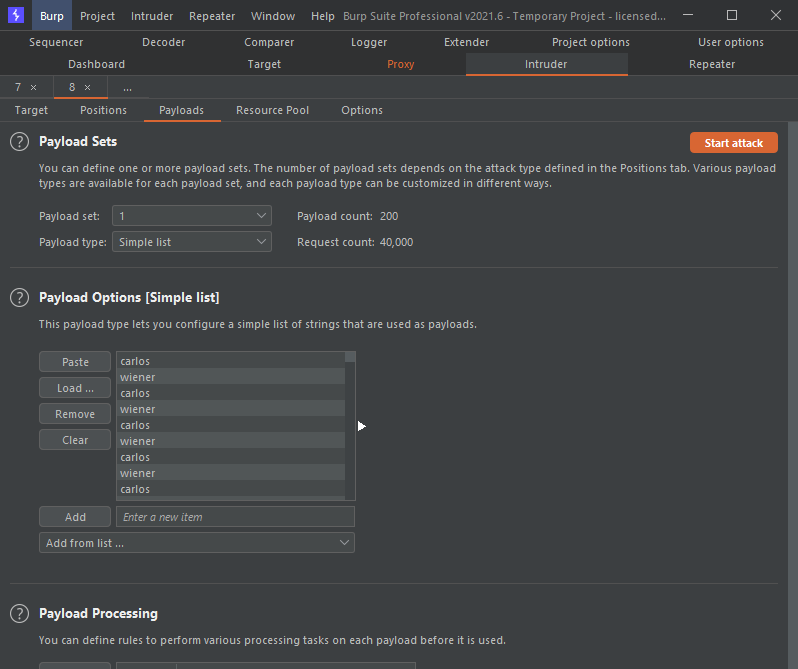 Burp Project Intruder Repeater Window Help Burp Suite Professional v2021.6 - Temporary Project - licensed...
Sequencer Decoder Comparer Logger Extender Project options User options
Dashboard Target Proxy Intruder Repeater
7 × 8 × ...
Target Positions Payloads Resource Pool Options
? Payload Sets Start attack
You can define one or more payload sets. The number of payload sets depends on the attack type defined in the Positions tab. Various payload
types are available for each payload set, and each payload type can be customized in different ways.
Payload set: 1 Payload count: 200
Payload type: Simple list Request count: 40,000
? Payload Options [Simple list]
This payload type lets you configure a simple list of strings that are used as payloads.
Paste carlos
wiener
Load ... carlos
wiener
Remove carlos
Clear wiener
carlos
wiener
carlos
Add Enter a new item
Add from list ...
? Payload Processing
You can define rules to perform various processing tasks on each payload before it is used.